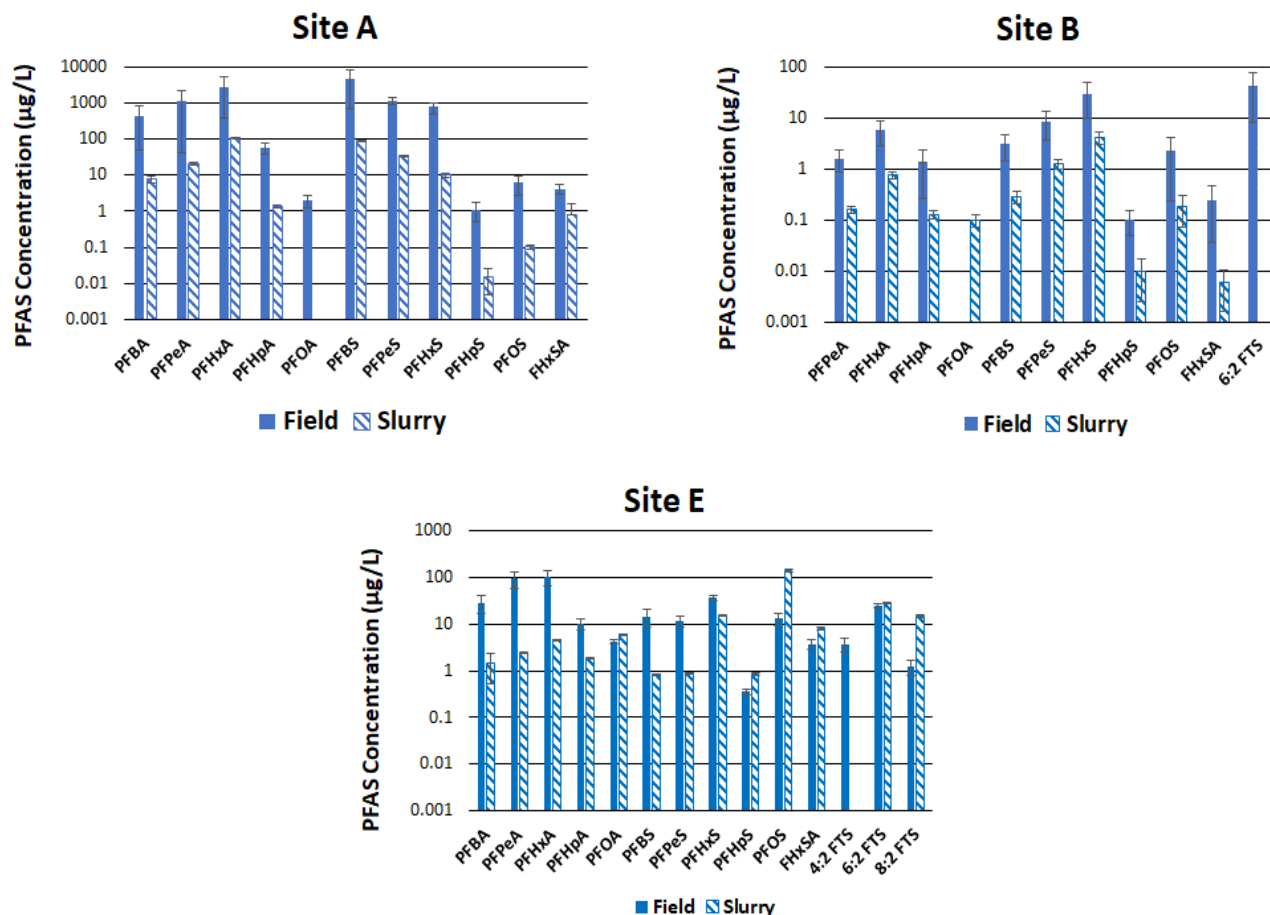 Site A
PFAS Concentration (µg/L)
10000
1000
100
10
1
0.1
0.01
0.001
PFBA
PFPeA
PFHxA
PFHpA
PFOA
PFBS
PFPeS
PFHxS
PFHpS
PFOS
FHxSA
Field Slurry
Site B
PFAS Concentration (µg/L)
100
10
1
0.1
0.01
0.001
PFPeA
PFHxA
PFHpA
PFOA
PFBS
PFPeS
PFHxS
PFHpS
PFOS
FHxSA
6:2 FTS
Field Slurry
Site E
PFAS Concentration (µg/L)
1000
100
10
1
0.1
0.01
0.001
PFBA
PFPeA
PFHxA
PFHpA
PFOA
PFBS
PFPeS
PFHxS
PFHpS
PFOS
FHxSA
4:2 FTS
6:2 FTS
8:2 FTS
Field Slurry